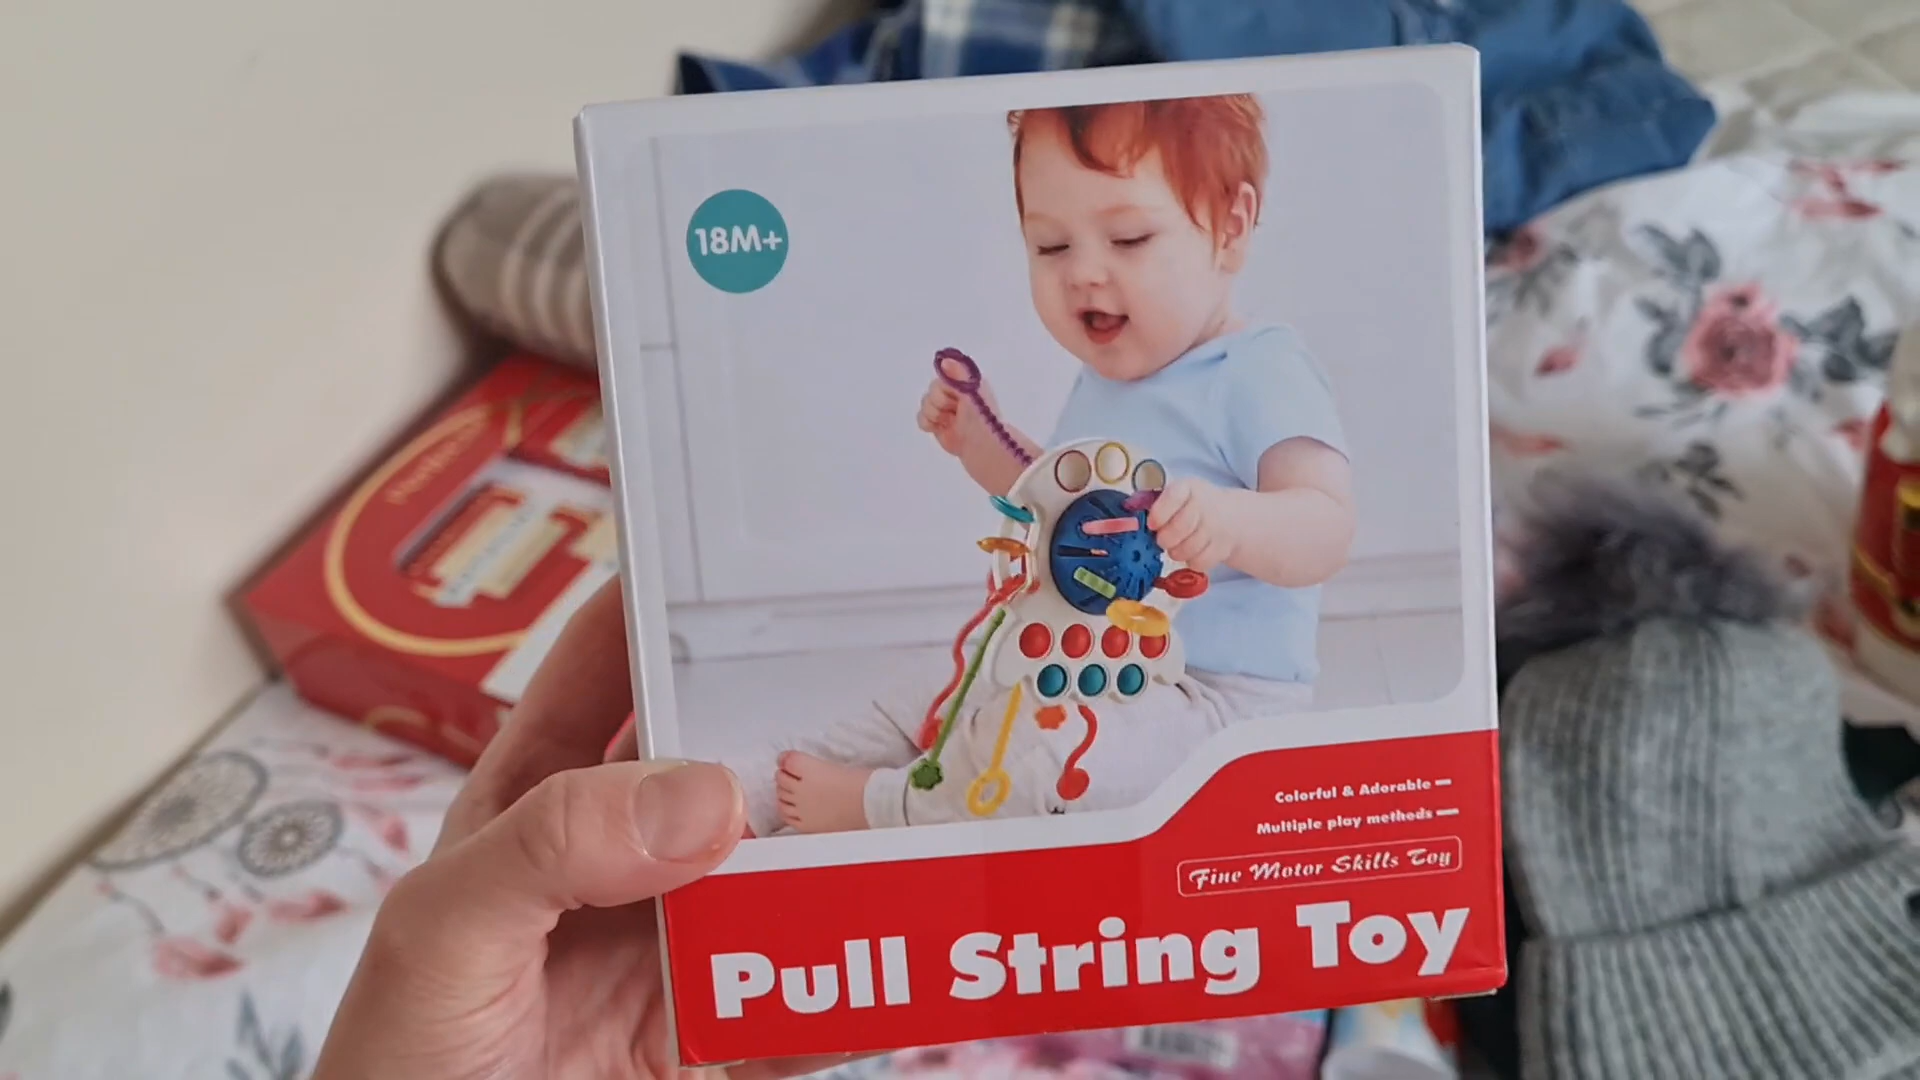 18M+
Colorful & Adorable
Multiple play methods
Fine Motor Skills Toy
Pull String Toy